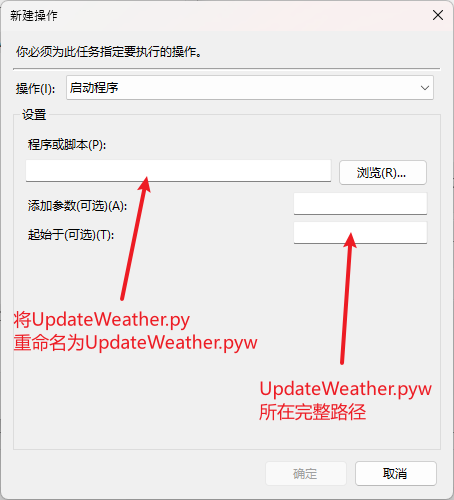 新建操作
你必须为此任务指定要执行的操作。
操作(I):
启动程序
设置
程序或脚本(P):
浏览(R)...
添加参数(可选)(A):
起始于(可选)(T):
将UpdateWeather.py
重命名为UpdateWeather.pyw
UpdateWeather.pyw
所在完整路径
确定
取消